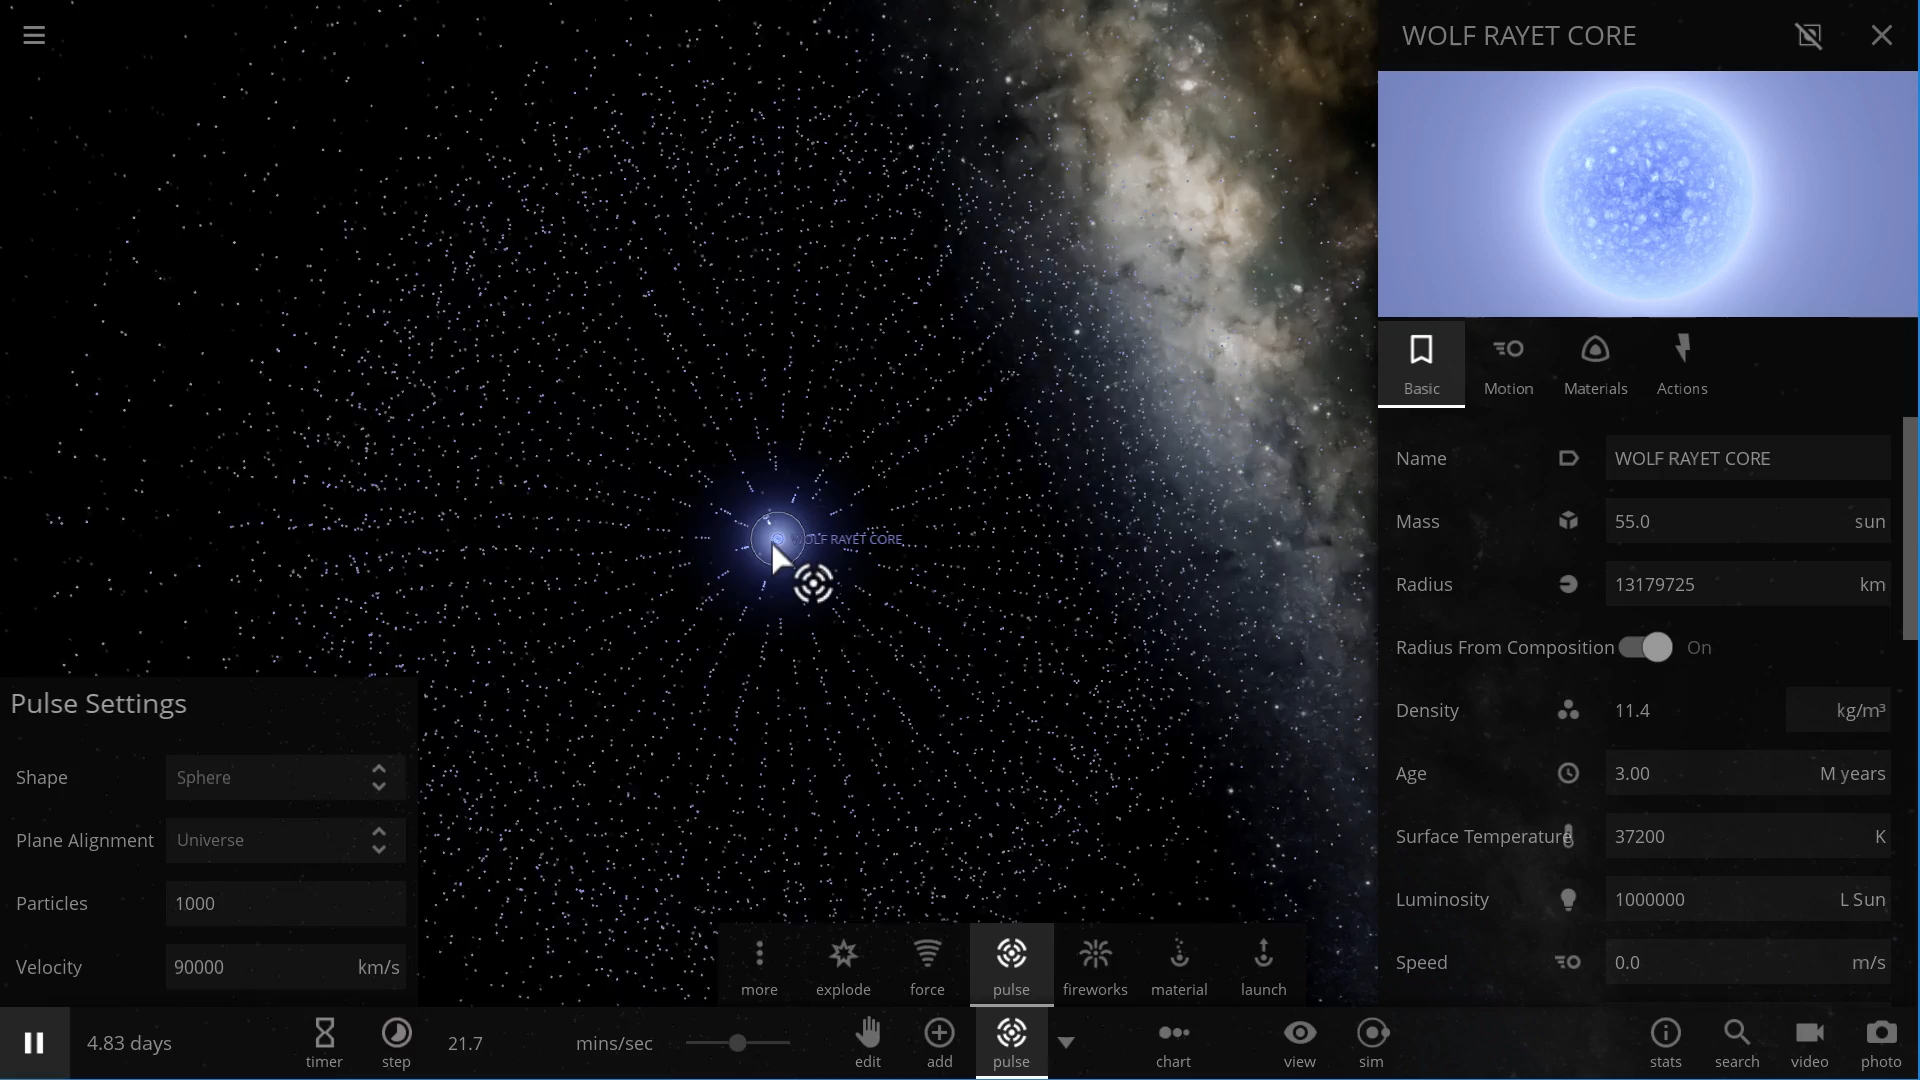 WOLF RAYET CORE
Basic
Motion
Materials
Actions
Name
WOLF RAYET CORE
Mass
55.0 sun
Radius
13179725 km
Radius From Composition
On
Density
11.4 kg/m³
Age
3.00 M years
Surface Temperature
37200 K
Luminosity
1000000 L Sun
Speed
0.0 m/s
WOLF RAYET CORE
Pulse Settings
Shape
Sphere
Plane Alignment
Universe
Particles
1000
Velocity
90000 km/s
more
explode
force
pulse
fireworks
material
launch
4.83 days
timer
step
21.7 mins/sec
edit
add
pulse
chart
view
sim
stats
search
video
photo